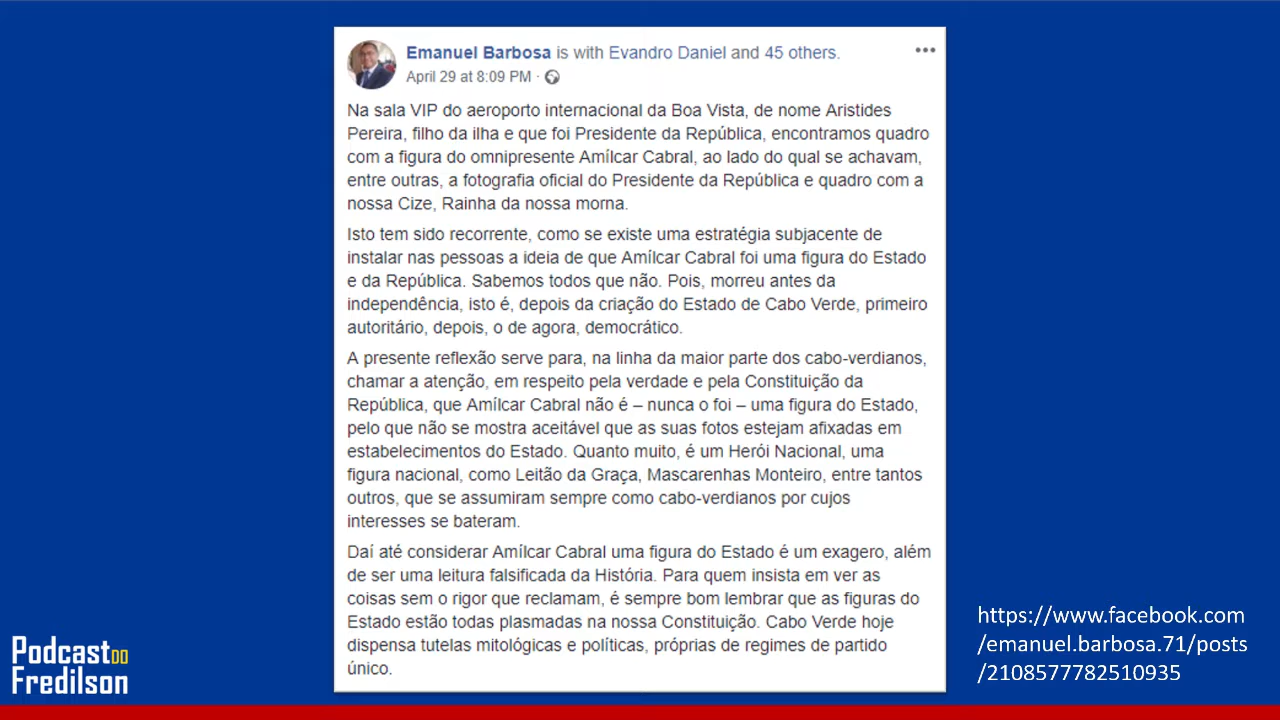 Emanuel Barbosa is with Evandro Daniel and 45 others.
April 29 at 8:09 PM ·
Na sala VIP do aeroporto internacional da Boa Vista, de nome Aristides
Pereira, filho da ilha e que foi Presidente da República, encontramos quadro
com a figura do omnipresente Amílcar Cabral, ao lado do qual se achavam,
entre outras, a fotografia oficial do Presidente da República e quadro com a
nossa Cize, Rainha da nossa morna.
Isto tem sido recorrente, como se existe uma estratégia subjacente de
instalar nas pessoas a ideia de que Amílcar Cabral foi uma figura do Estado
e da República. Sabemos todos que não. Pois, morreu antes da
independência, isto é, depois da criação do Estado de Cabo Verde, primeiro
autoritário, depois, o de agora, democrático.
A presente reflexão serve para, na linha da maior parte dos cabo-verdianos,
chamar a atenção, em respeito pela verdade e pela Constituição da
República, que Amílcar Cabral não é – nunca o foi – uma figura do Estado,
pelo que não se mostra aceitável que as suas fotos estejam afixadas em
estabelecimentos do Estado. Quanto muito, é um Herói Nacional, uma
figura nacional, como Leitão da Graça, Mascarenhas Monteiro, entre tantos
outros, que se assumiram sempre como cabo-verdianos por cujos
interesses se bateram.
Daí até considerar Amílcar Cabral uma figura do Estado é um exagero, além
de ser uma leitura falsificada da História. Para quem insista em ver as
coisas sem o rigor que reclamam, é sempre bom lembrar que as figuras do
Estado estão todas plasmadas na nossa Constituição. Cabo Verde hoje
dispensa tutelas mitológicas e políticas, próprias de regimes de partido
único.
https://www.facebook.com
/emanuel.barbosa.71/posts
/2108577782510935
Podcast DO
Fredilson